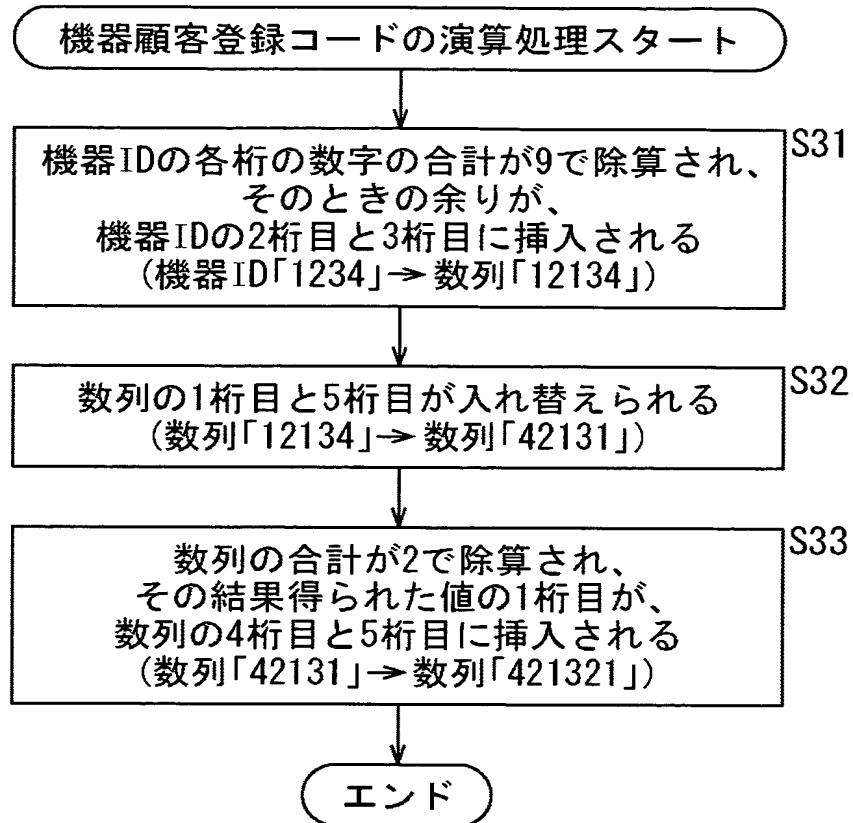 機器顧客登録コードの演算処理スタート
S31
機器IDの各桁の数字の合計が9で除算され、
そのときの余りが、
機器IDの2桁目と3桁目に挿入される
(機器ID「1234」→数列「12134」)
S32
数列の1桁目と5桁目が入れ替えられる
(数列「12134」→数列「42131」)
S33
数列の合計が2で除算され、
その結果得られた値の1桁目が、
数列の4桁目と5桁目に挿入される
(数列「42131」→数列「421321」)
エンド